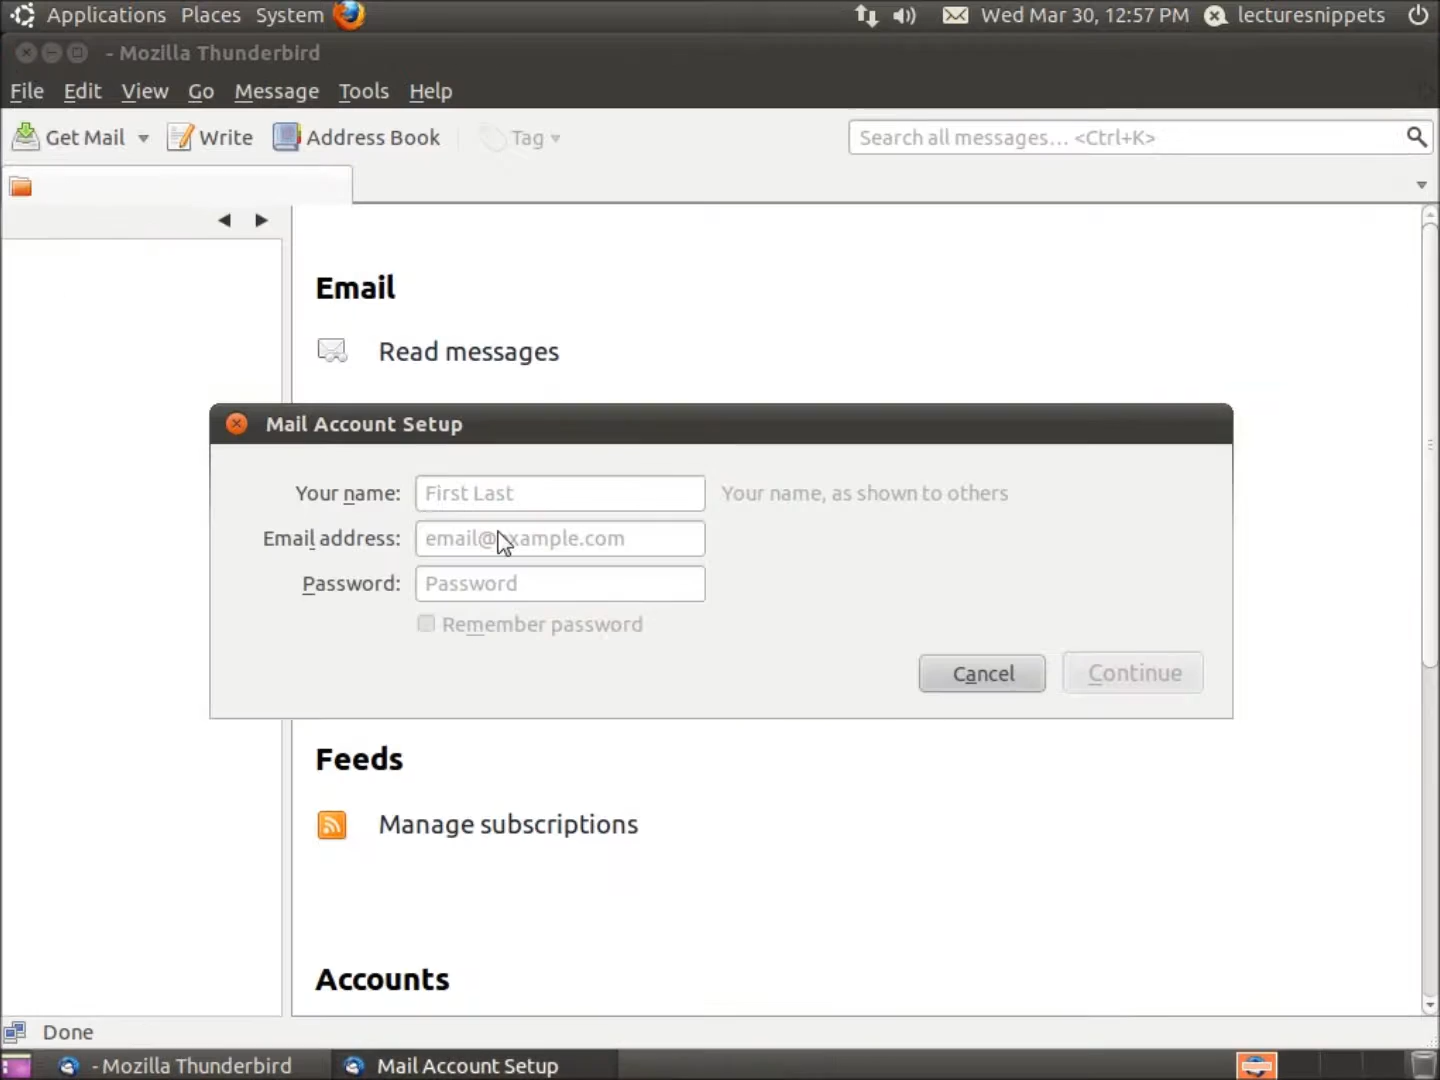 Applications Places System Wed Mar 30, 12:57 PM lecturesnippets
- Mozilla Thunderbird
File Edit View Go Message Tools Help
Get Mail Write Address Book Tag Search all messages... <Ctrl+K>
Email
Read messages
Mail Account Setup
Your name: First Last Your name, as shown to others
Email address: email@example.com
Password: Password
Remember password
Cancel Continue
Feeds
Manage subscriptions
Accounts
Done
- Mozilla Thunderbird Mail Account Setup